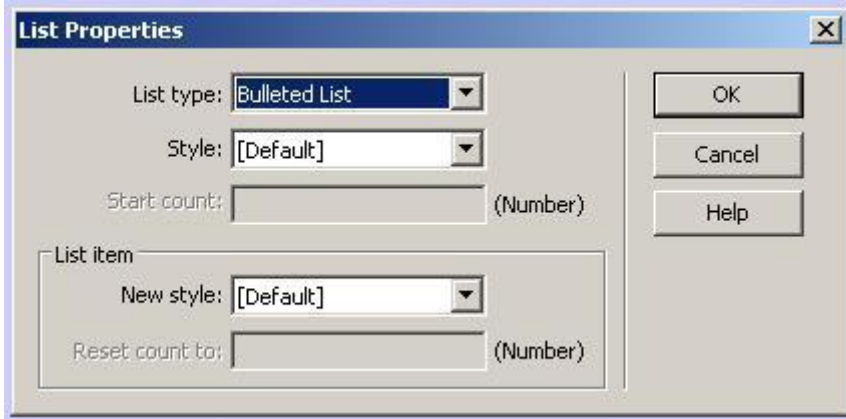 List Properties
List type: Bulleted List
OK
Style: [Default]
Cancel
Start count: (Number)
Help
List item
New style: [Default]
Reset count to: (Number)